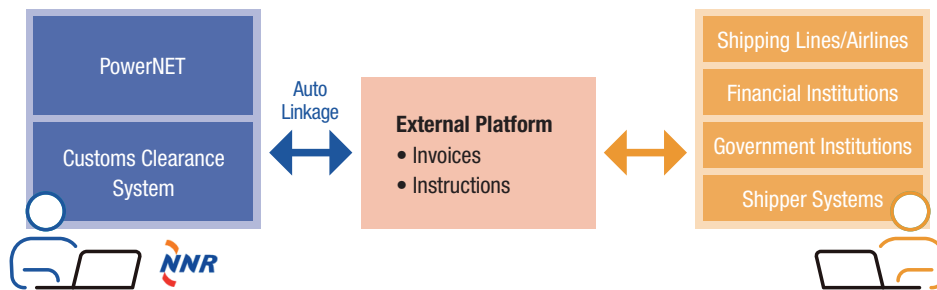 PowerNET
Customs Clearance
System
NNR
Auto
Linkage
External Platform
• Invoices
• Instructions
Shipping Lines/Airlines
Financial Institutions
Government Institutions
Shipper Systems